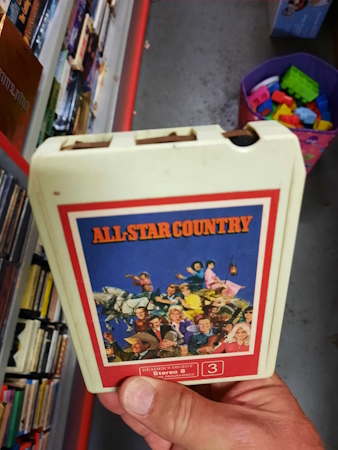 ALL-STAR COUNTRY
READER'S DIGEST
Stereo 8
3